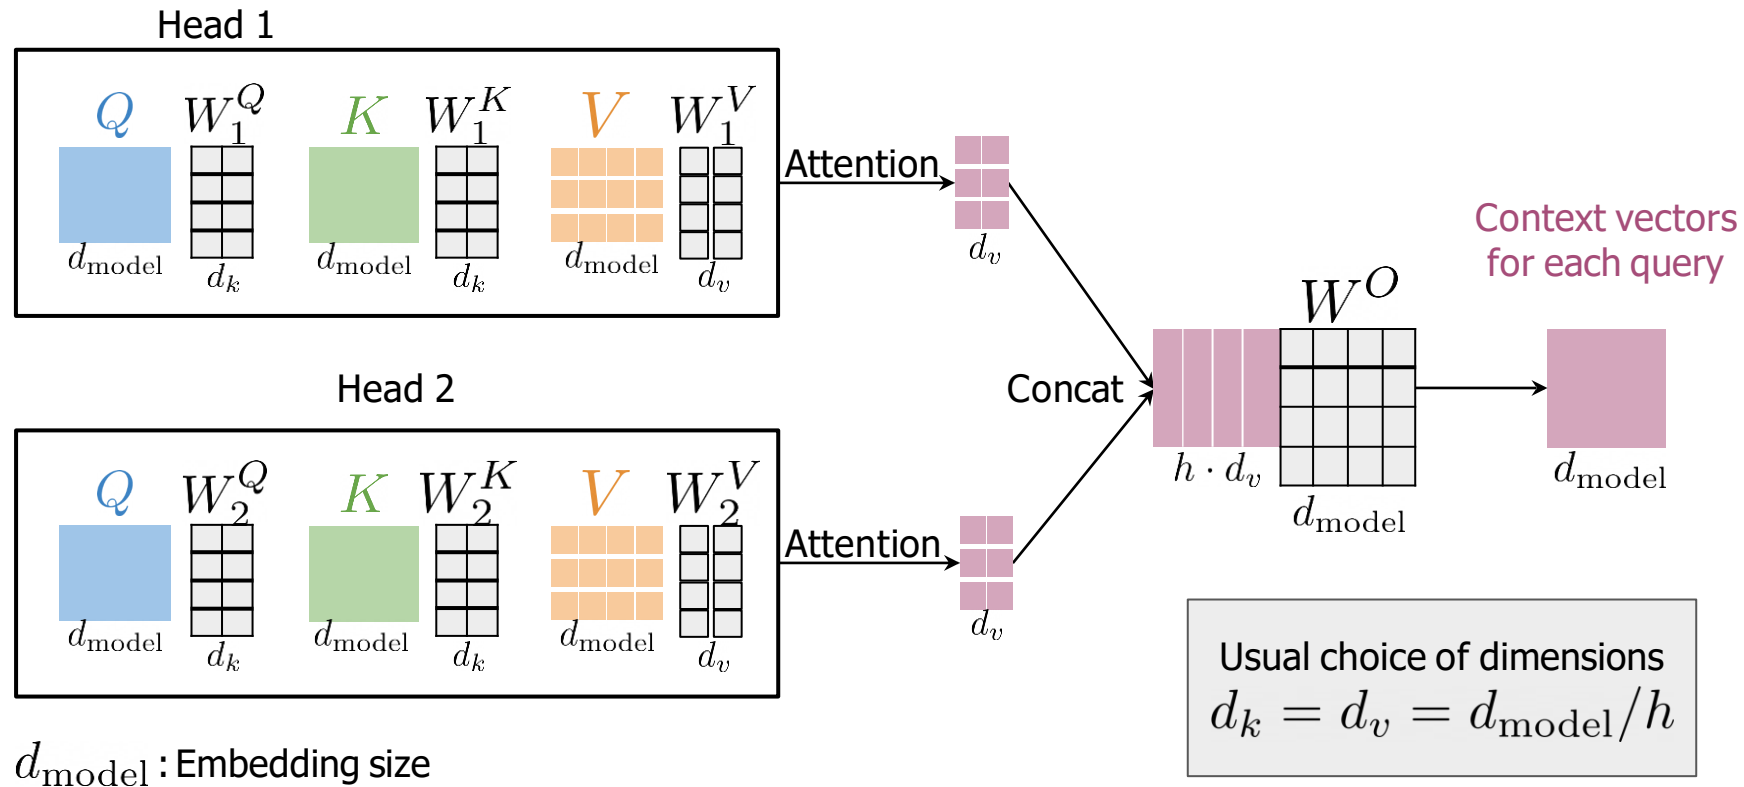 Head 1
Q W_1^Q K W_1^K V W_1^V
d_model d_k d_model d_k d_model d_v
Attention
d_v
Head 2
Q W_2^Q K W_2^K V W_2^V
d_model d_k d_model d_k d_model d_v
Attention
d_v
Concat
h · d_v
W^O
d_model
Context vectors
for each query
d_model
Usual choice of dimensions
d_k = d_v = d_model/h
d_model : Embedding size